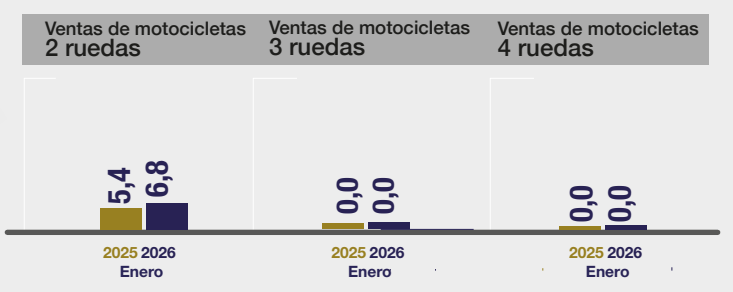 Ventas de motocicletas
2 ruedas
Ventas de motocicletas
3 ruedas
Ventas de motocicletas
4 ruedas
5,4
6,8
0,0
0,0
0,0
0,0
2025 2026
Enero
2025 2026
Enero
2025 2026
Enero